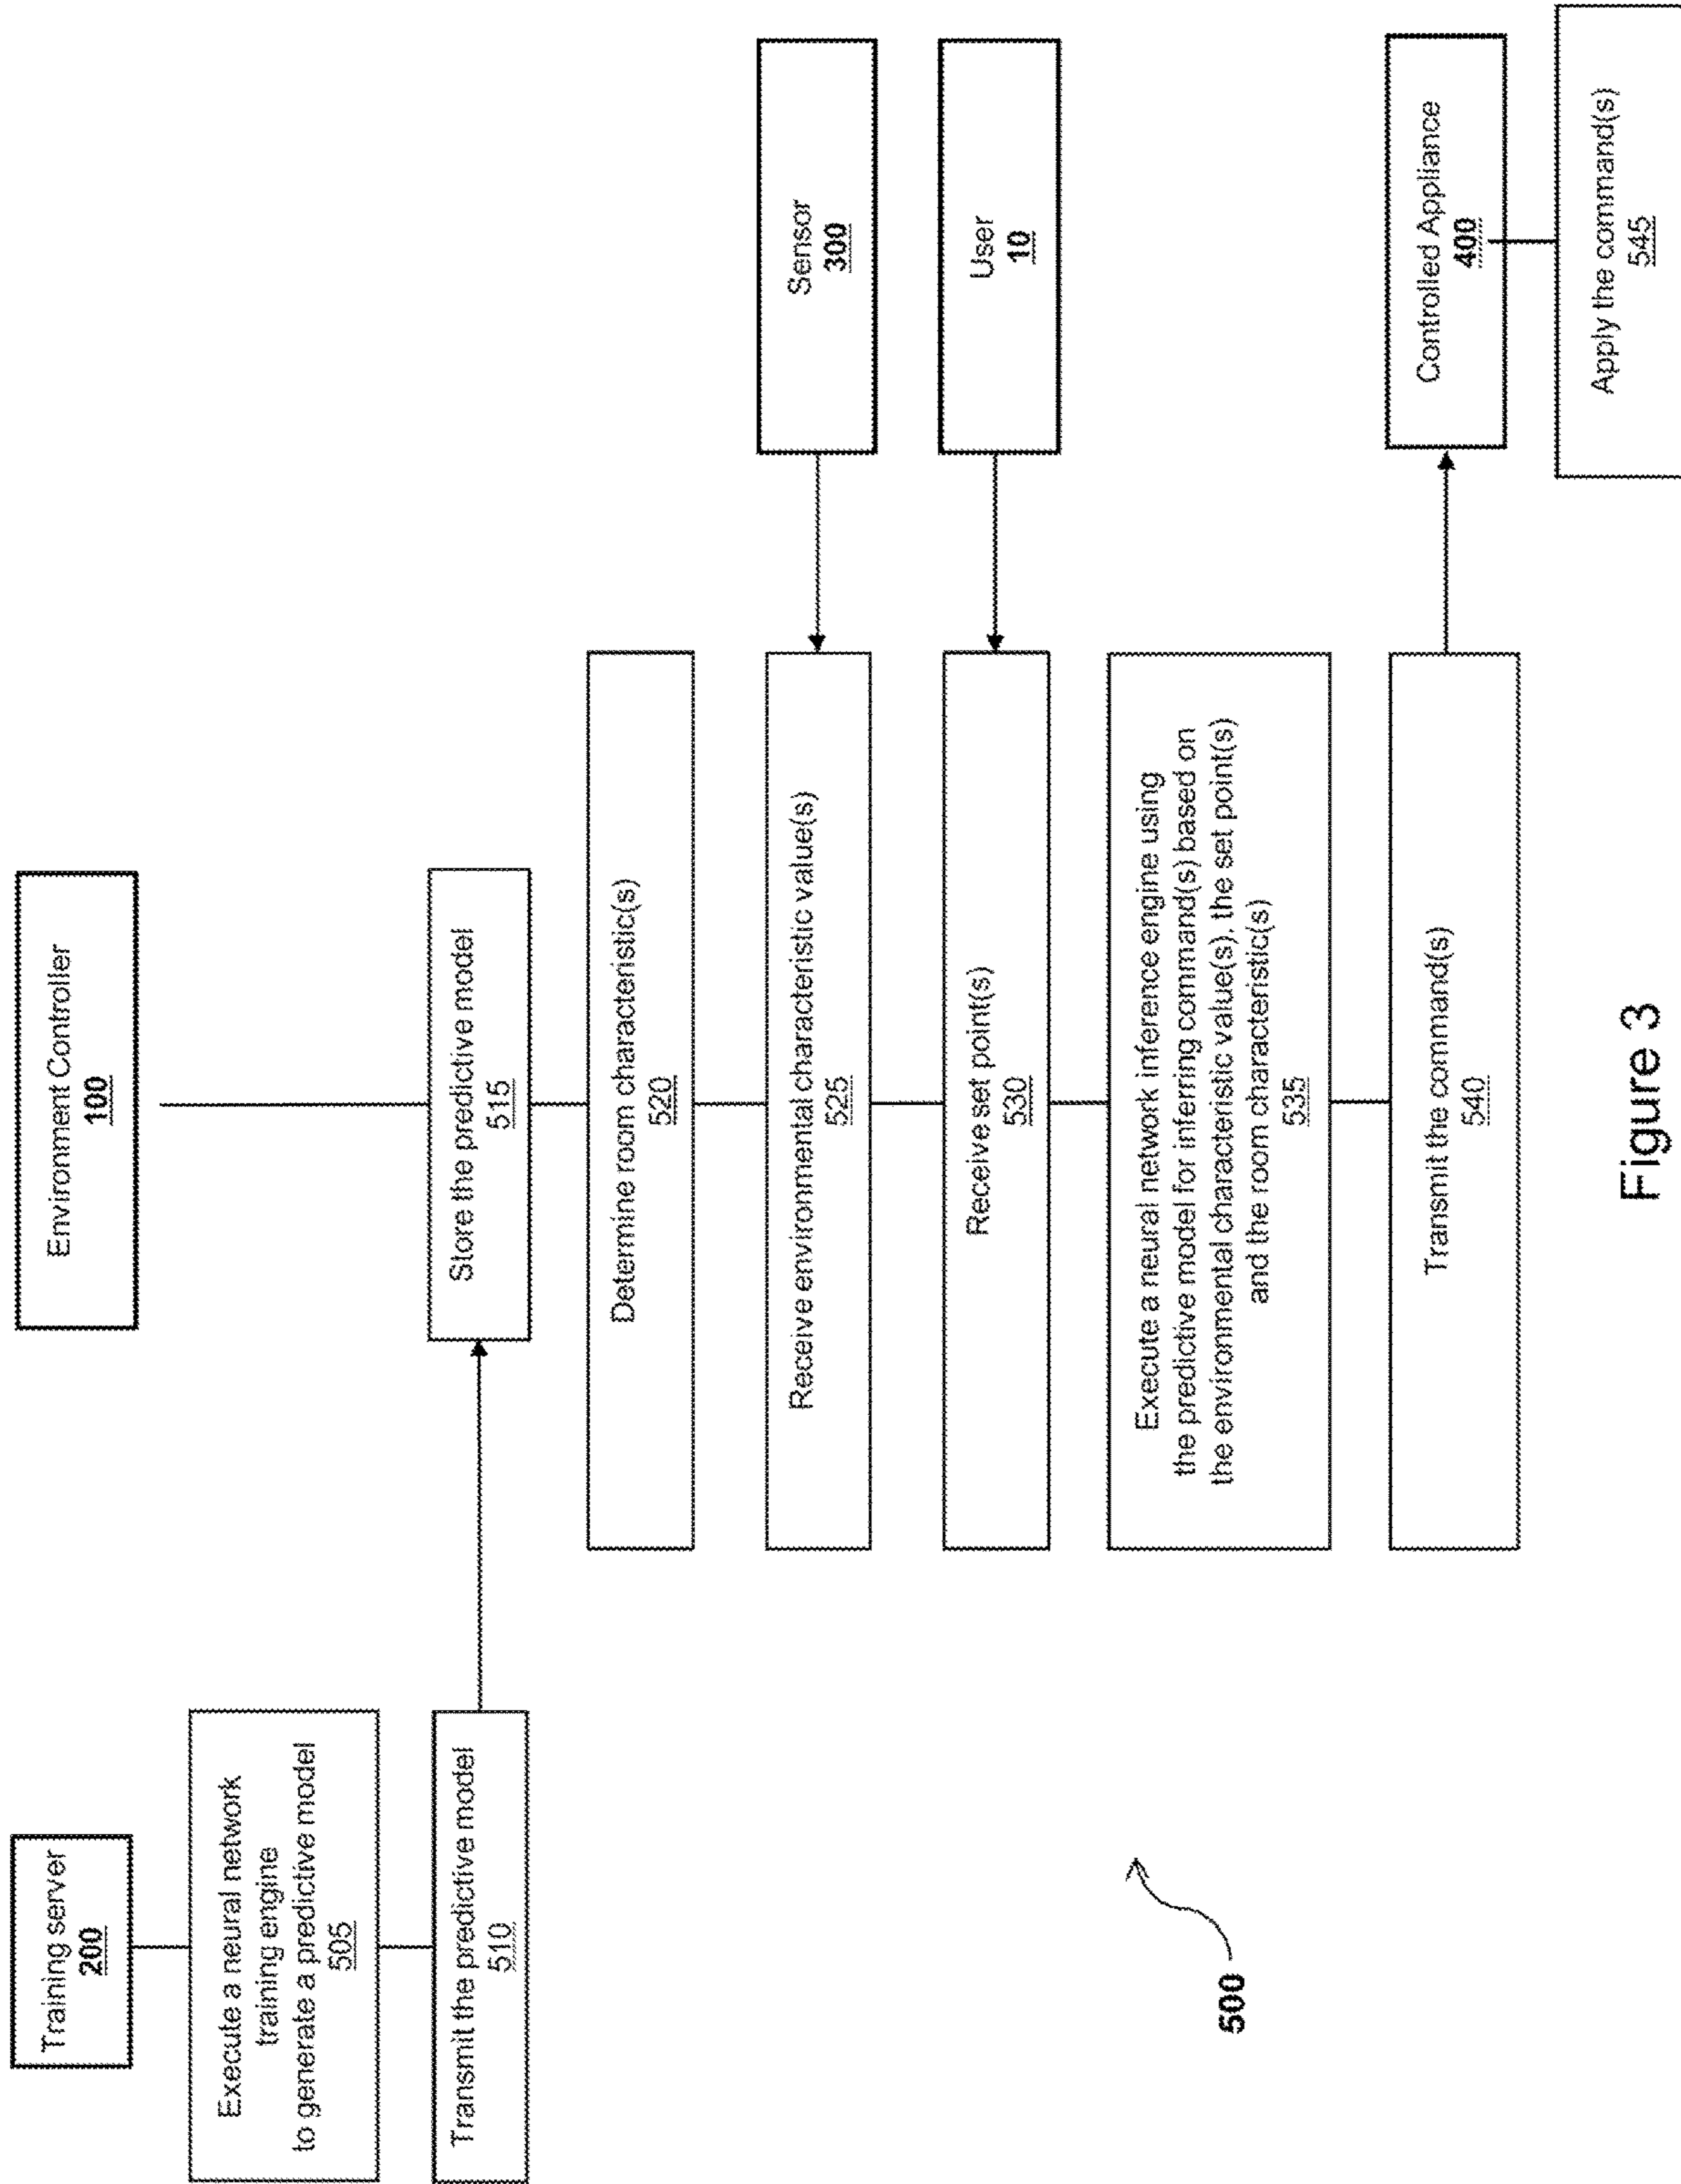 Training server
200
Execute a neural network
training engine
to generate a predictive model
505
Transmit the predictive model
510
Environment Controller
100
Store the predictive model
515
Determine room characteristic(s)
520
Receive environmental characteristic value(s)
525
Receive set point(s)
530
Execute a neural network inference engine using
the predictive model for inferring command(s) based on
the environmental characteristic value(s), the set point(s)
and the room characteristic(s)
535
Transmit the command(s)
540
Sensor
300
User
10
Controlled Appliance
400
Apply the command(s)
545
500
Figure 3